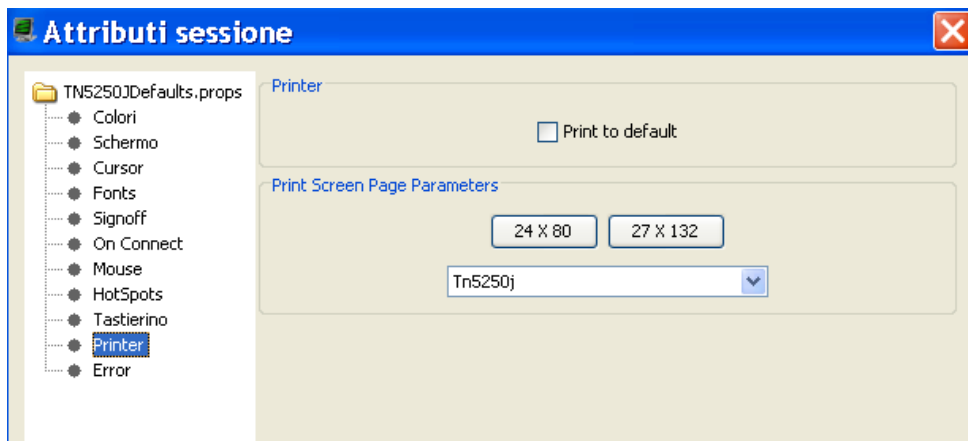 Attributi sessione
TN5250JDefaults.props
Colori
Schermo
Cursor
Fonts
Signoff
On Connect
Mouse
HotSpots
Tastierino
Printer
Error
Printer
Print to default
Print Screen Page Parameters
24 X 80
27 X 132
Tn5250j